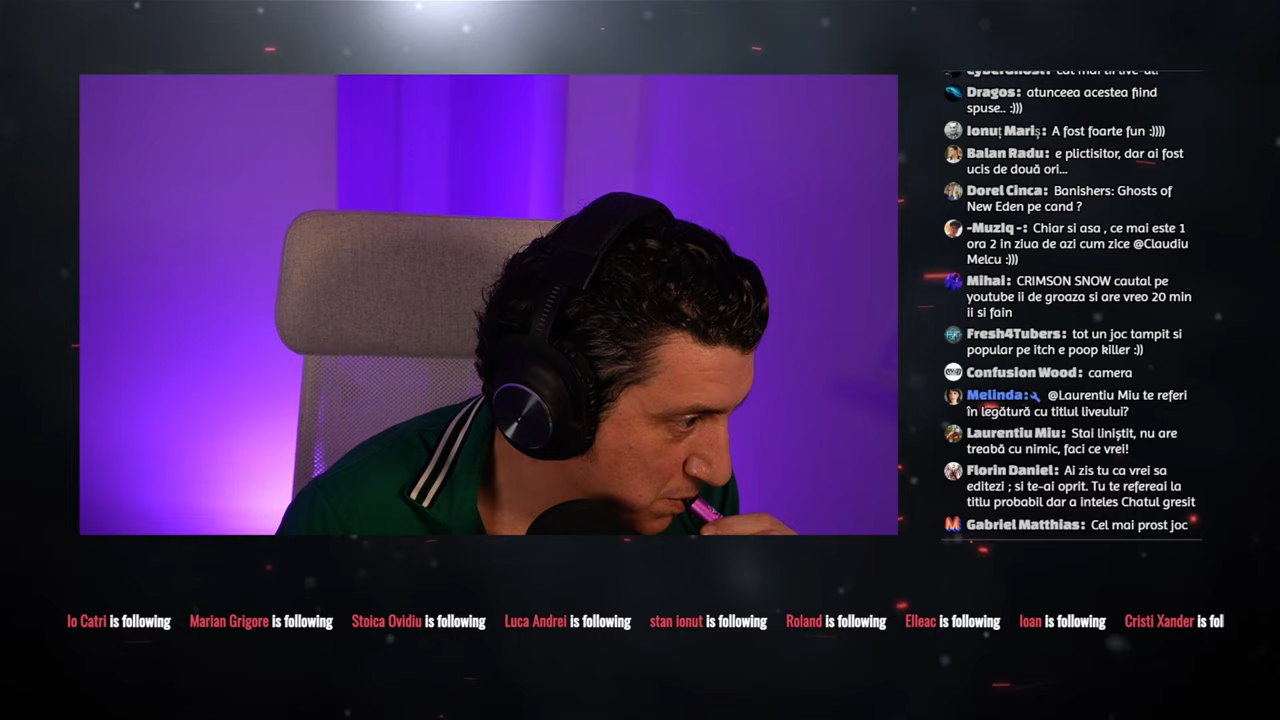 Dragos: atunceea acestea fiind
spuse.. :)))
Ionuț Mariș: A fost foarte fun :))))
Balan Radu: e plictisitor, dar ai fost
ucis de două ori...
Dorel Cinca: Banishers: Ghosts of
New Eden pe cand ?
-Muziq-: Chiar si asa , ce mai este 1
ora 2 in ziua de azi cum zice @Claudiu
Melcu :)))
Mihai: CRIMSON SNOW cautal pe
youtube ii de groaza si are vreo 20 min
ii si fain
Fresh4Tubers: tot un joc tampit si
popular pe itch e poop killer :))
Confusion Wood: camera
Melinda: @Laurentiu Miu te referi
în legătură cu titlul liveului?
Laurentiu Miu: Stai liniștit, nu are
treabă cu nimic, faci ce vrei!
Florin Daniel: Ai zis tu ca vrei sa
editezi ; si te-ai oprit. Tu te refereai la
titlu probabil dar a inteles Chatul gresit
Gabriel Matthias: Cel mai prost joc
Io Catri is following Marian Grigore is following Stoica Ovidiu is following Luca Andrei is following stan ionut is following Roland is following Elleac is following Ioan is following Cristi Xander is fol